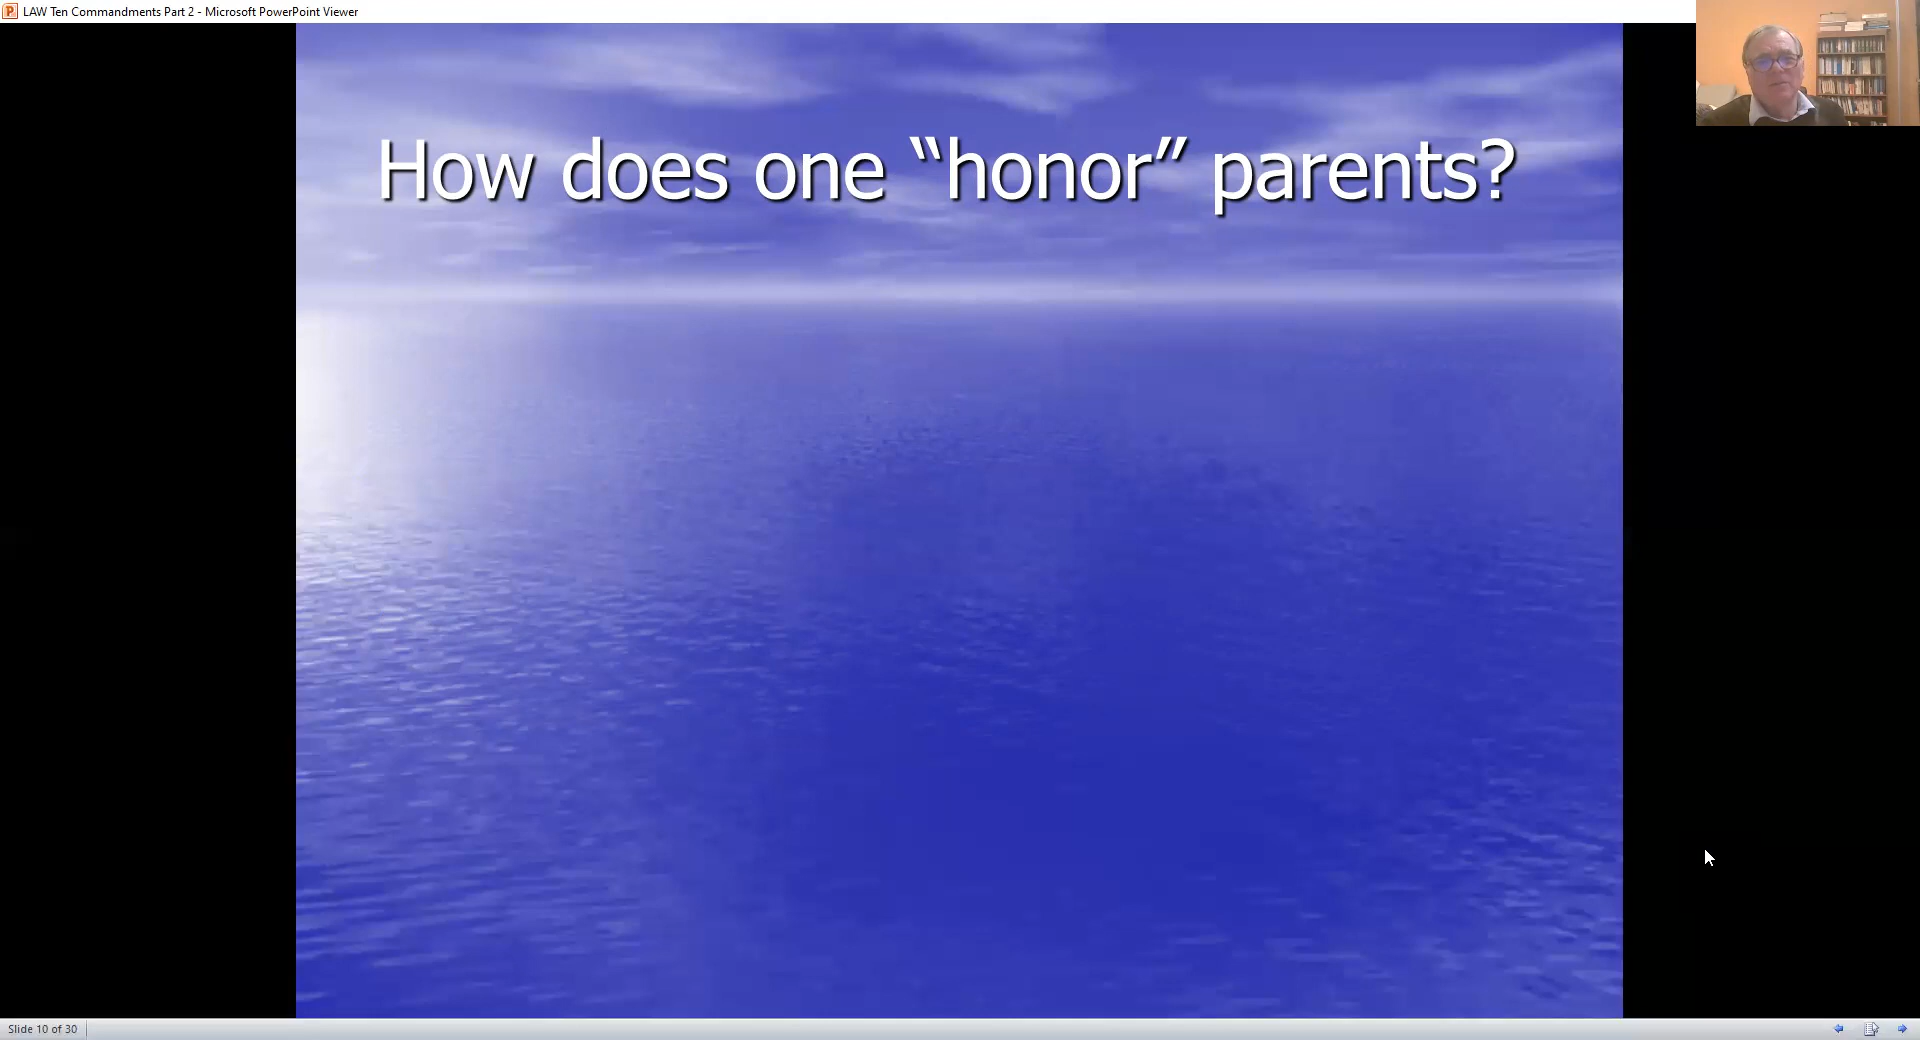 LAW Ten Commandments Part 2 - Microsoft PowerPoint Viewer
How does one “honor” parents?
Slide 10 of 30